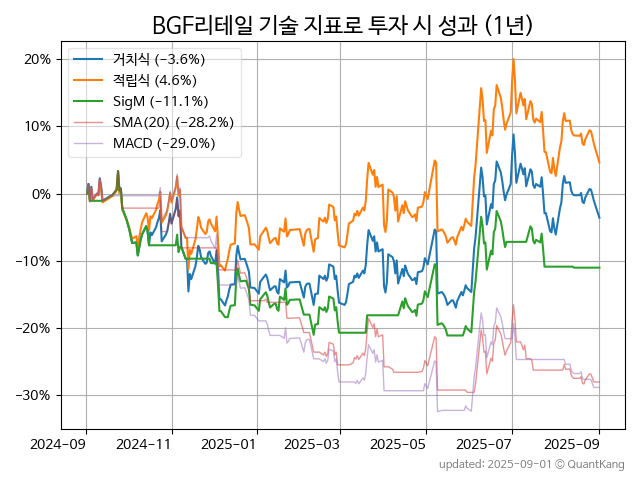 BGF리테일 기술 지표로 투자 시 성과 (1년)
거치식 (−3.6%)
적립식 (4.6%)
SigM (−11.1%)
SMA(20) (−28.2%)
MACD (−29.0%)
20%
10%
0%
−10%
−20%
−30%
2024-09 2024-11 2025-01 2025-03 2025-05 2025-07 2025-09
updated: 2025-09-01 © QuantKang